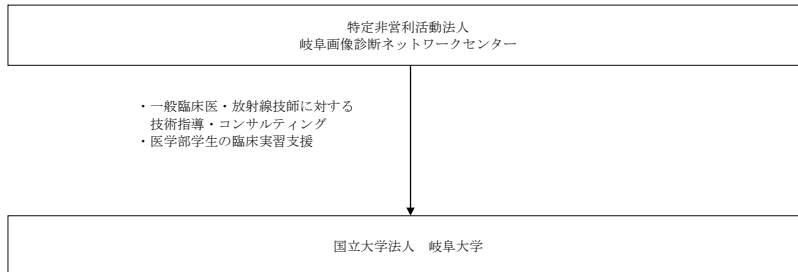 特定非営利活動法人
岐阜画像診断ネットワークセンター
・一般臨床医・放射線技師に対する
技術指導・コンサルティング
・医学部学生の臨床実習支援
国立大学法人　岐阜大学